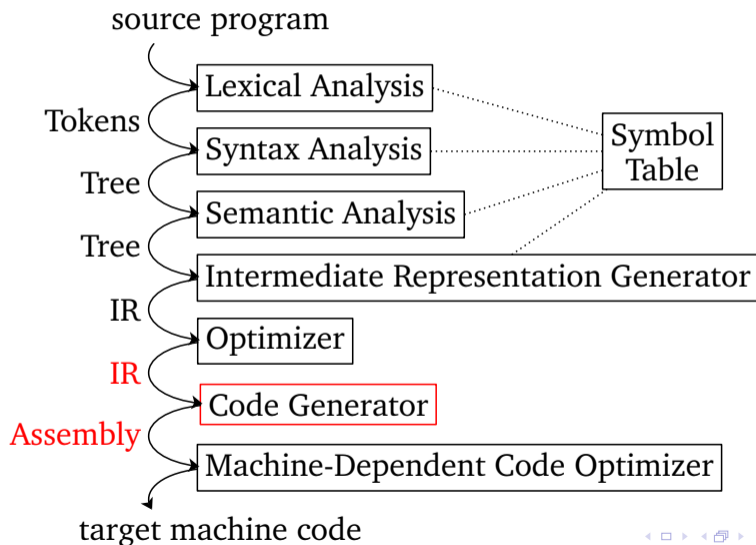 source program
Lexical Analysis
Tokens
Symbol
Table
Syntax Analysis
Tree
Semantic Analysis
Tree
Intermediate Representation Generator
IR
Optimizer
IR
Code Generator
Assembly
Machine-Dependent Code Optimizer
target machine code